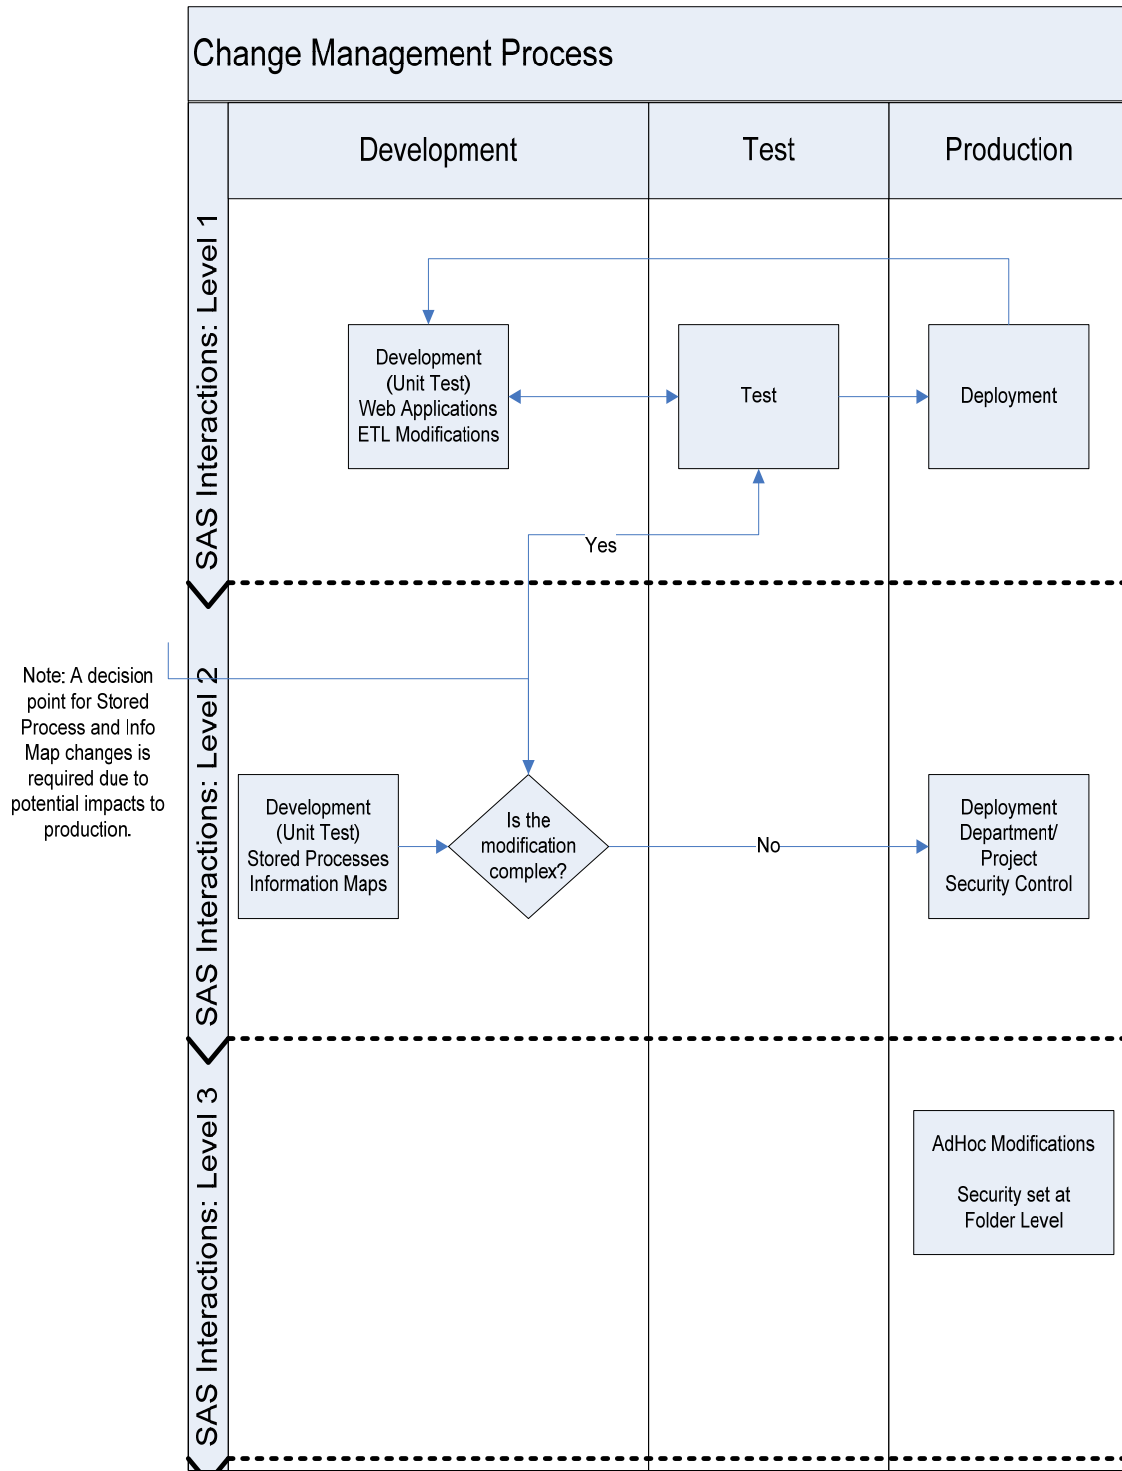 Change Management Process
Development
Test
Production
SAS Interactions: Level 1
Development
(Unit Test)
Web Applications
ETL Modifications
Test
Deployment
Yes
SAS Interactions: Level 2
Note: A decision
point for Stored
Process and Info
Map changes is
required due to
potential impacts to
production.
Development
(Unit Test)
Stored Processes
Information Maps
Is the
modification
complex?
No
Deployment
Department/
Project
Security Control
SAS Interactions: Level 3
AdHoc Modifications
Security set at
Folder Level